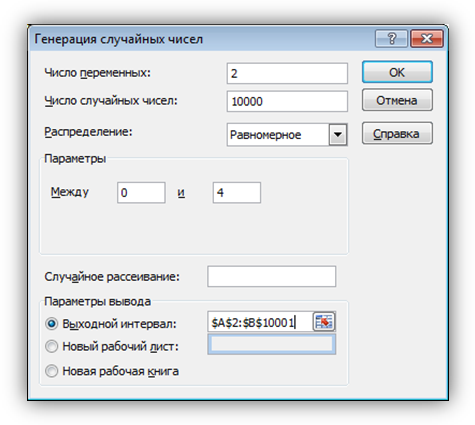 Генерация случайных чисел
Число переменных: 2 ОК
Число случайных чисел: 10000 Отмена
Распределение: Равномерное Справка
Параметры
Между 0 и 4
Случайное рассеивание:
Параметры вывода
Выходной интервал: $A$2:$B$10001
Новый рабочий лист:
Новая рабочая книга